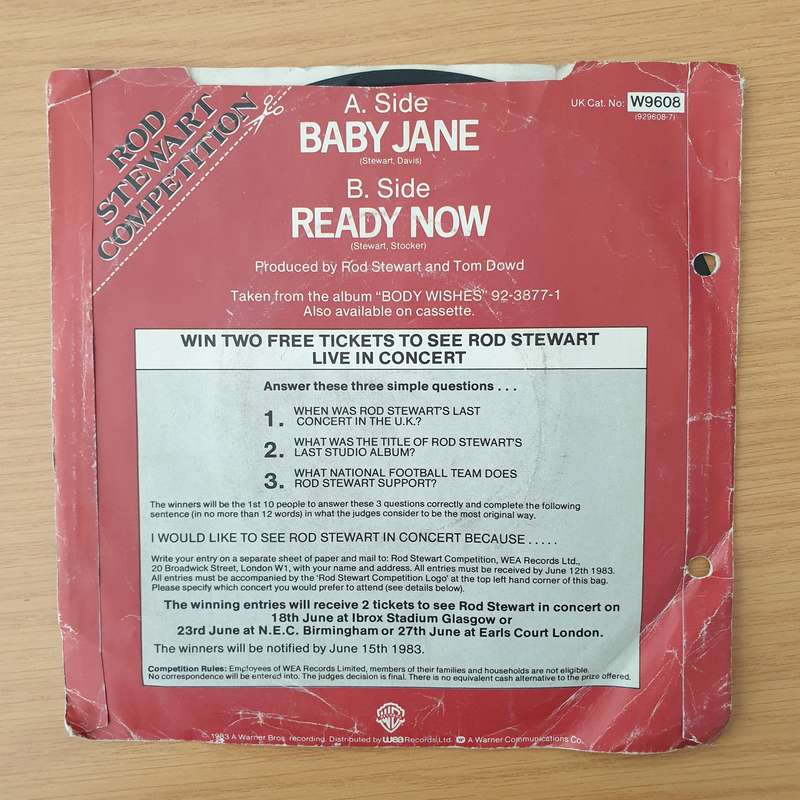 ROD
STEWART
COMPETITION
A. Side
BABY JANE
(Stewart, Davis)
B. Side
READY NOW
(Stewart, Stocker)
Produced by Rod Stewart and Tom Dowd
Taken from the album "BODY WISHES" 92-3877-1
Also available on cassette.
UK Cat. No: W9608
(929608-7)
WIN TWO FREE TICKETS TO SEE ROD STEWART
LIVE IN CONCERT
Answer these three simple questions . . .
1. WHEN WAS ROD STEWART'S LAST
CONCERT IN THE U.K.?
2. WHAT WAS THE TITLE OF ROD STEWART'S
LAST STUDIO ALBUM?
3. WHAT NATIONAL FOOTBALL TEAM DOES
ROD STEWART SUPPORT?
The winners will be the 1st 10 people to answer these 3 questions correctly and complete the following
sentence (in no more than 12 words) in what the judges consider to be the most original way.
I WOULD LIKE TO SEE ROD STEWART IN CONCERT BECAUSE . . . . .
Write your entry on a separate sheet of paper and mail to: Rod Stewart Competition, WEA Records Ltd.,
20 Broadwick Street, London W1, with your name and address. All entries must be received by June 12th 1983.
All entries must be accompanied by the 'Rod Stewart Competition Logo' at the top left hand corner of this bag.
Please specify which concert you would prefer to attend (see details below).
The winning entries will receive 2 tickets to see Rod Stewart in concert on
18th June at Ibrox Stadium Glasgow or
23rd June at N.E.C. Birmingham or 27th June at Earls Court London.
The winners will be notified by June 15th 1983.
Competition Rules: Employees of WEA Records Limited, members of their families and households are not eligible.
No correspondence will be entered into. The judges decision is final. There is no equivalent cash alternative to the prize offered.
1983 A Warner Bros. recording. Distributed by wea Records Ltd. A Warner Communications Co.